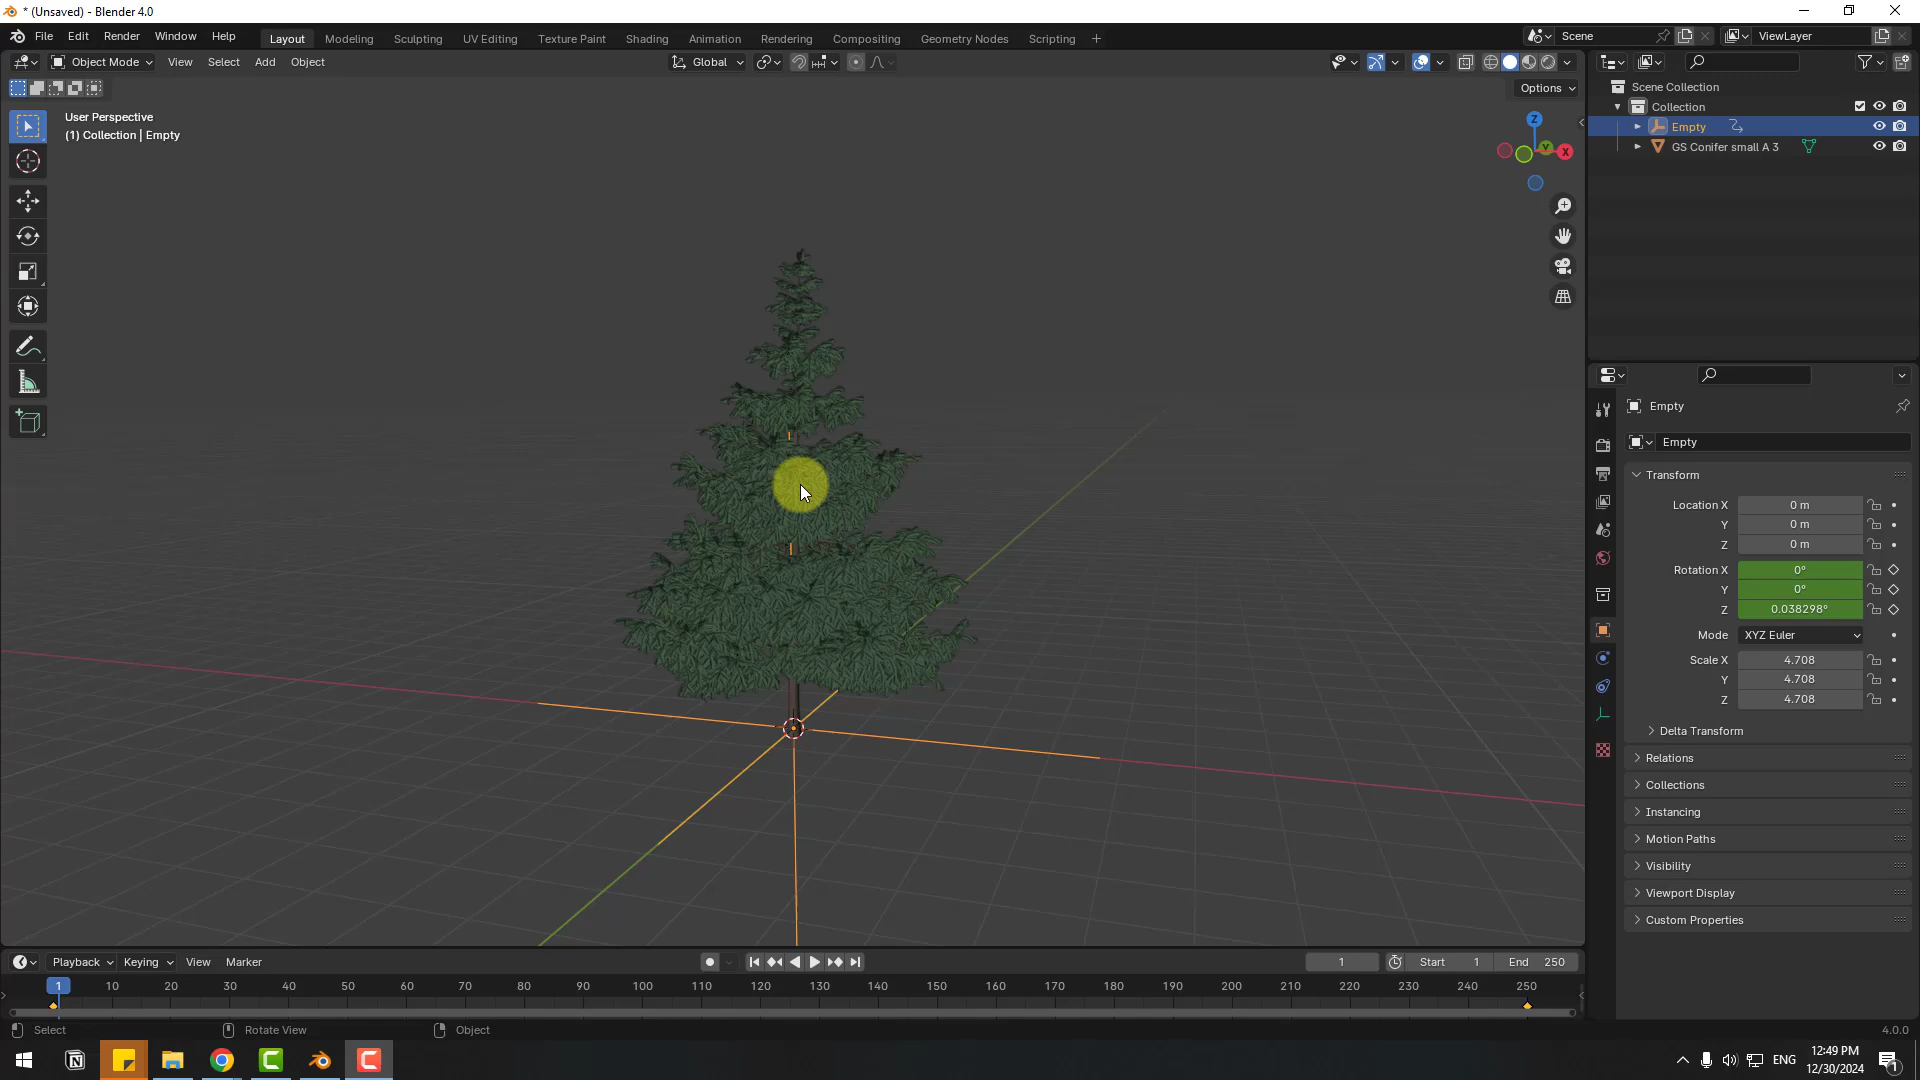 * (Unsaved) - Blender 4.0
File Edit Render Window Help Layout Modeling Sculpting UV Editing Texture Paint Shading Animation Rendering Compositing Geometry Nodes Scripting + Scene ViewLayer
Object Mode View Select Add Object Global
Options
User Perspective
(1) Collection | Empty
Z
Y
X
Scene Collection
Collection
Empty
GS Conifer small A 3
Empty
Empty
Transform
Location X 0 m
Y 0 m
Z 0 m
Rotation X 0°
Y 0°
Z 0.038298°
Mode XYZ Euler
Scale X 4.708
Y 4.708
Z 4.708
Delta Transform
Relations
Collections
Instancing
Motion Paths
Visibility
Viewport Display
Custom Properties
Playback Keying View Marker 1 Start 1 End 250
1 10 20 30 40 50 60 70 80 90 100 110 120 130 140 150 160 170 180 190 200 210 220 230 240 250
Select Rotate View Object 4.0.0
ENG
12:49 PM
12/30/2024
1